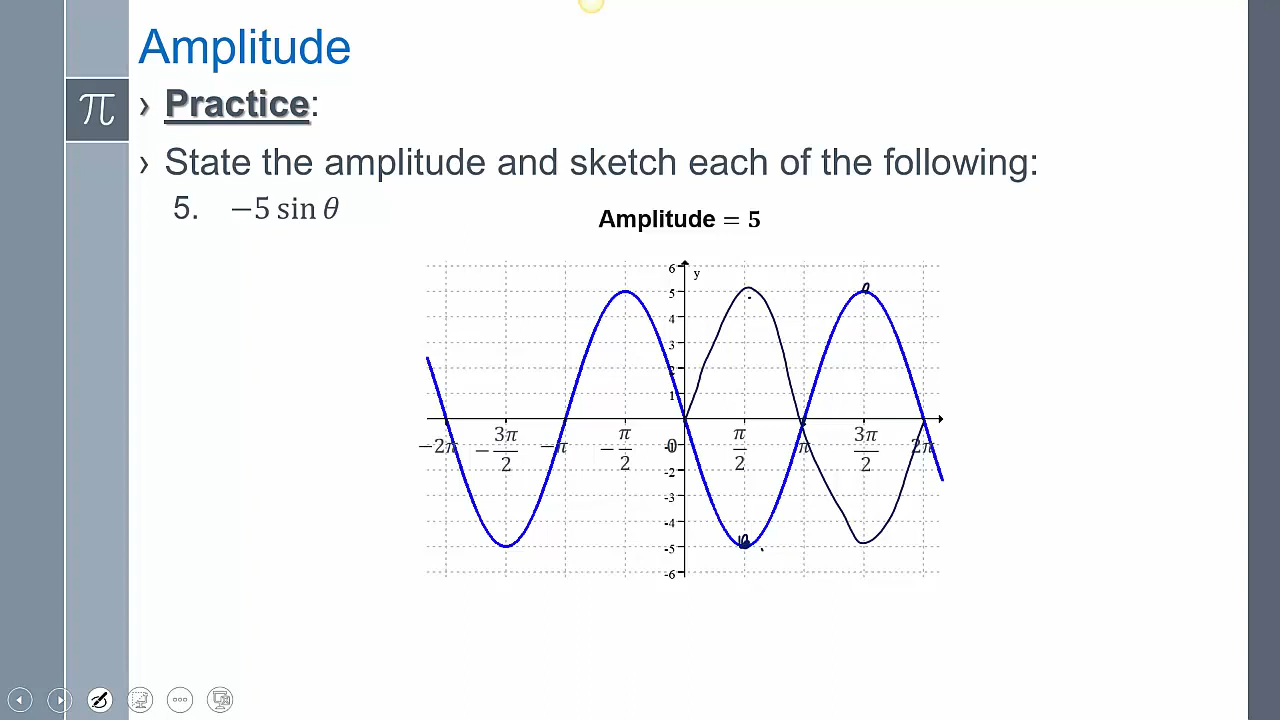 Amplitude
π
› Practice:
› State the amplitude and sketch each of the following:
5. −5 sin θ
Amplitude = 5
y
6
5
4
3
2
1
−2π −3π/2 −π −π/2 -0 π/2 π 3π/2 2π
-2
-3
-4
-5
-6